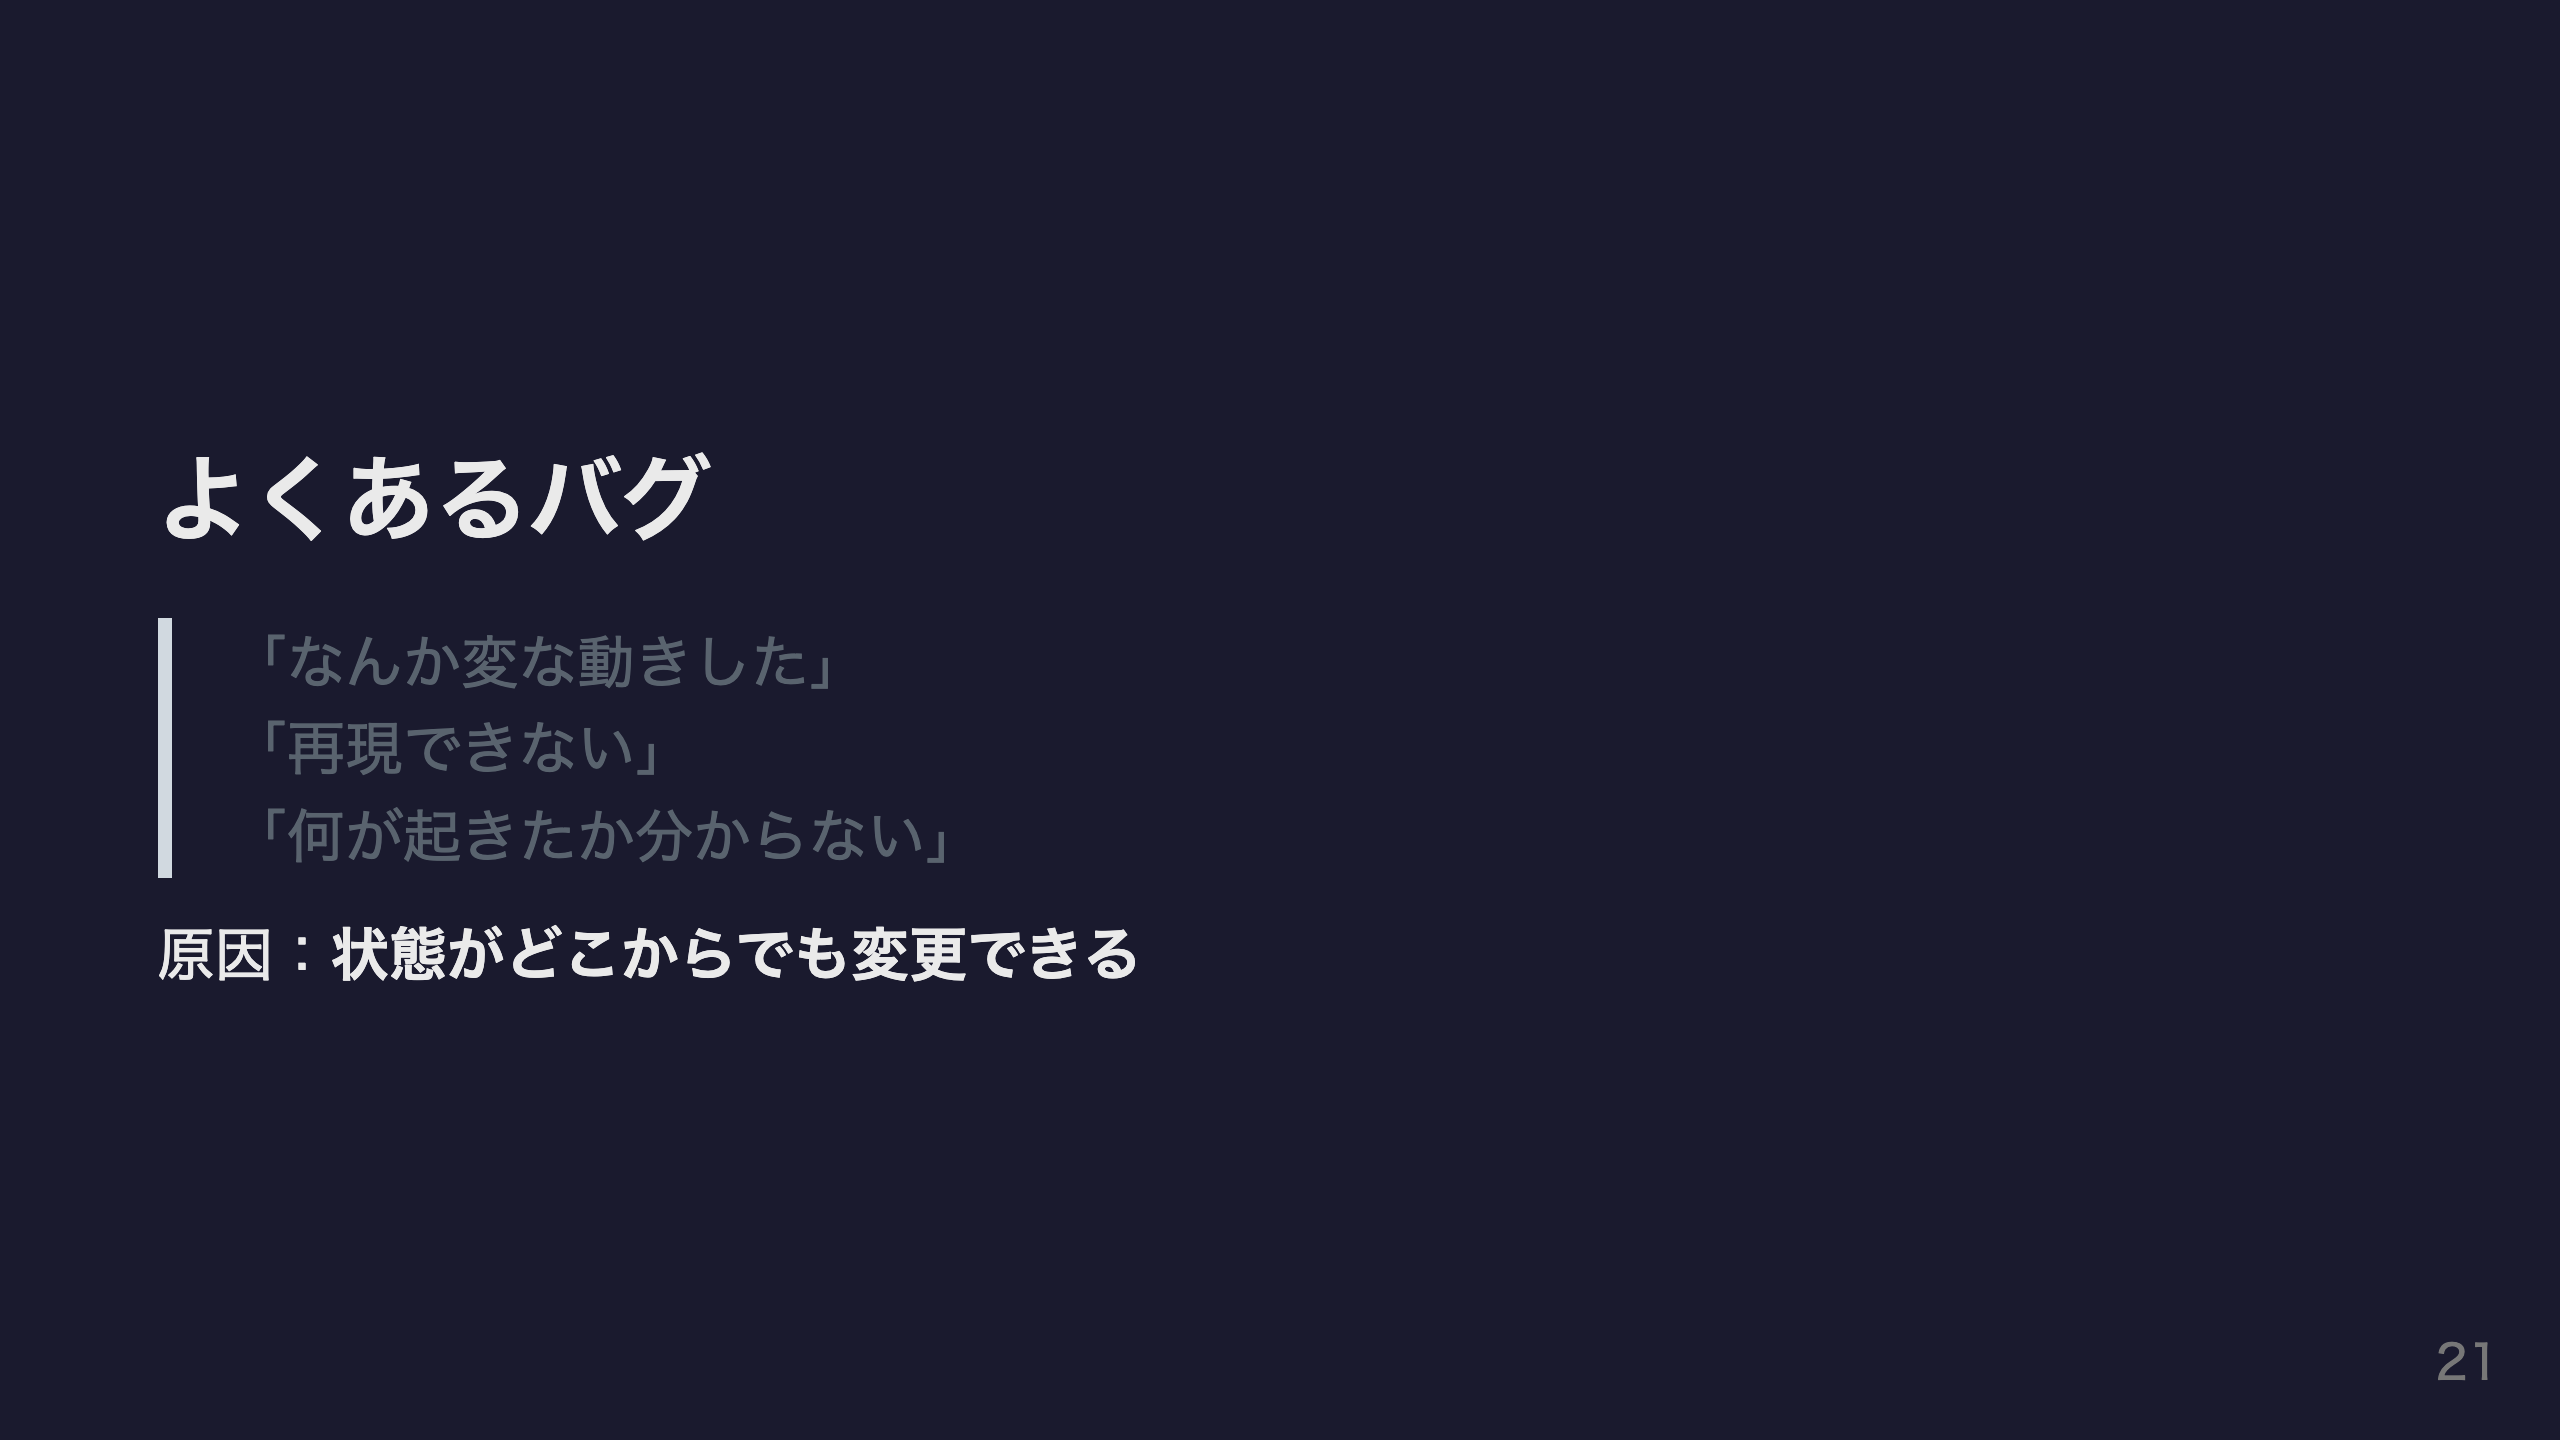 よくあるバグ
「なんか変な動きした」
「再現できない」
「何が起きたか分からない」
原因：状態がどこからでも変更できる
21